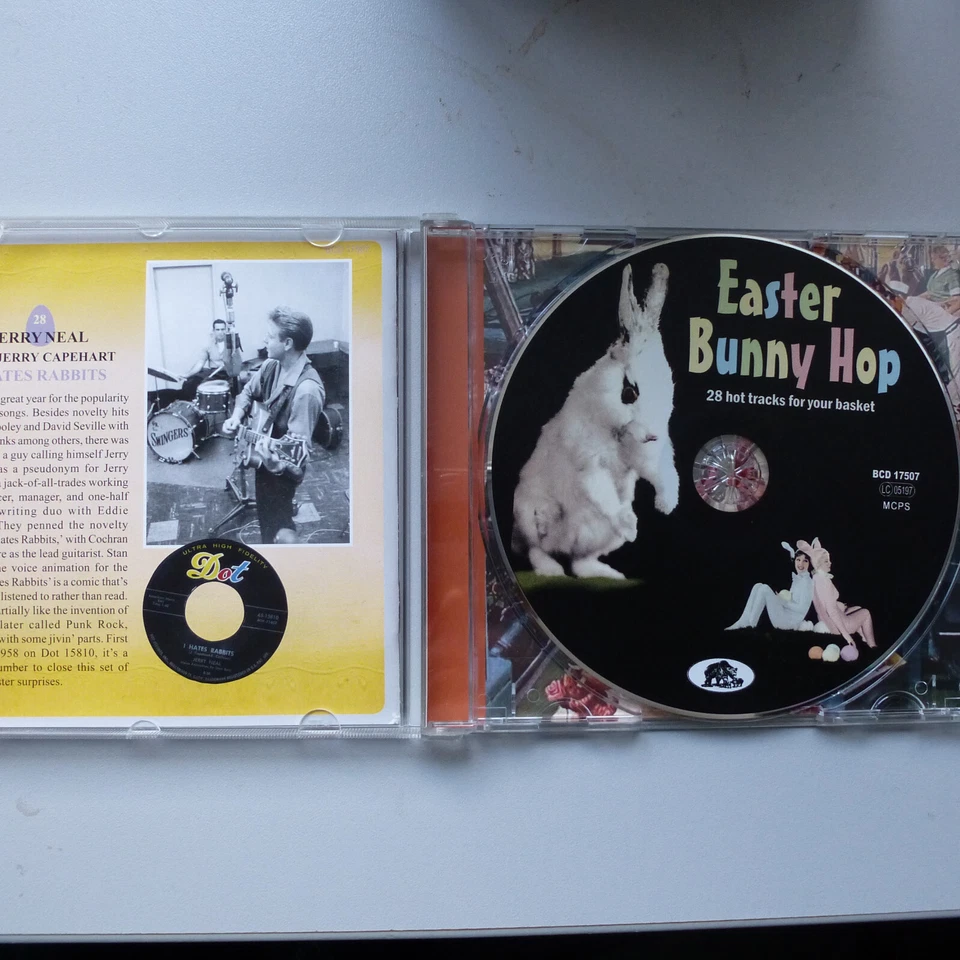 28
ERRY NEAL
JERRY CAPEHART
ATES RABBITS
great year for the popularity
songs. Besides novelty hits
ooley and David Seville with
nks among others, there was
a guy calling himself Jerry
as a pseudonym for Jerry
jack-of-all-trades working
cer, manager, and one-half
writing duo with Eddie
They penned the novelty
ates Rabbits,' with Cochran
re as the lead guitarist. Stan
e voice animation for the
es Rabbits' is a comic that's
listened to rather than read.
artially like the invention of
later called Punk Rock,
with some jivin' parts. First
958 on Dot 15810, it's a
umber to close this set of
ster surprises.
SWINGERS
ULTRA HIGH FIDELITY
Dot
I HATES RABBITS
JERRY NEAL
Easter
Bunny Hop
28 hot tracks for your basket
BCD 17507
LC 05197
MCPS